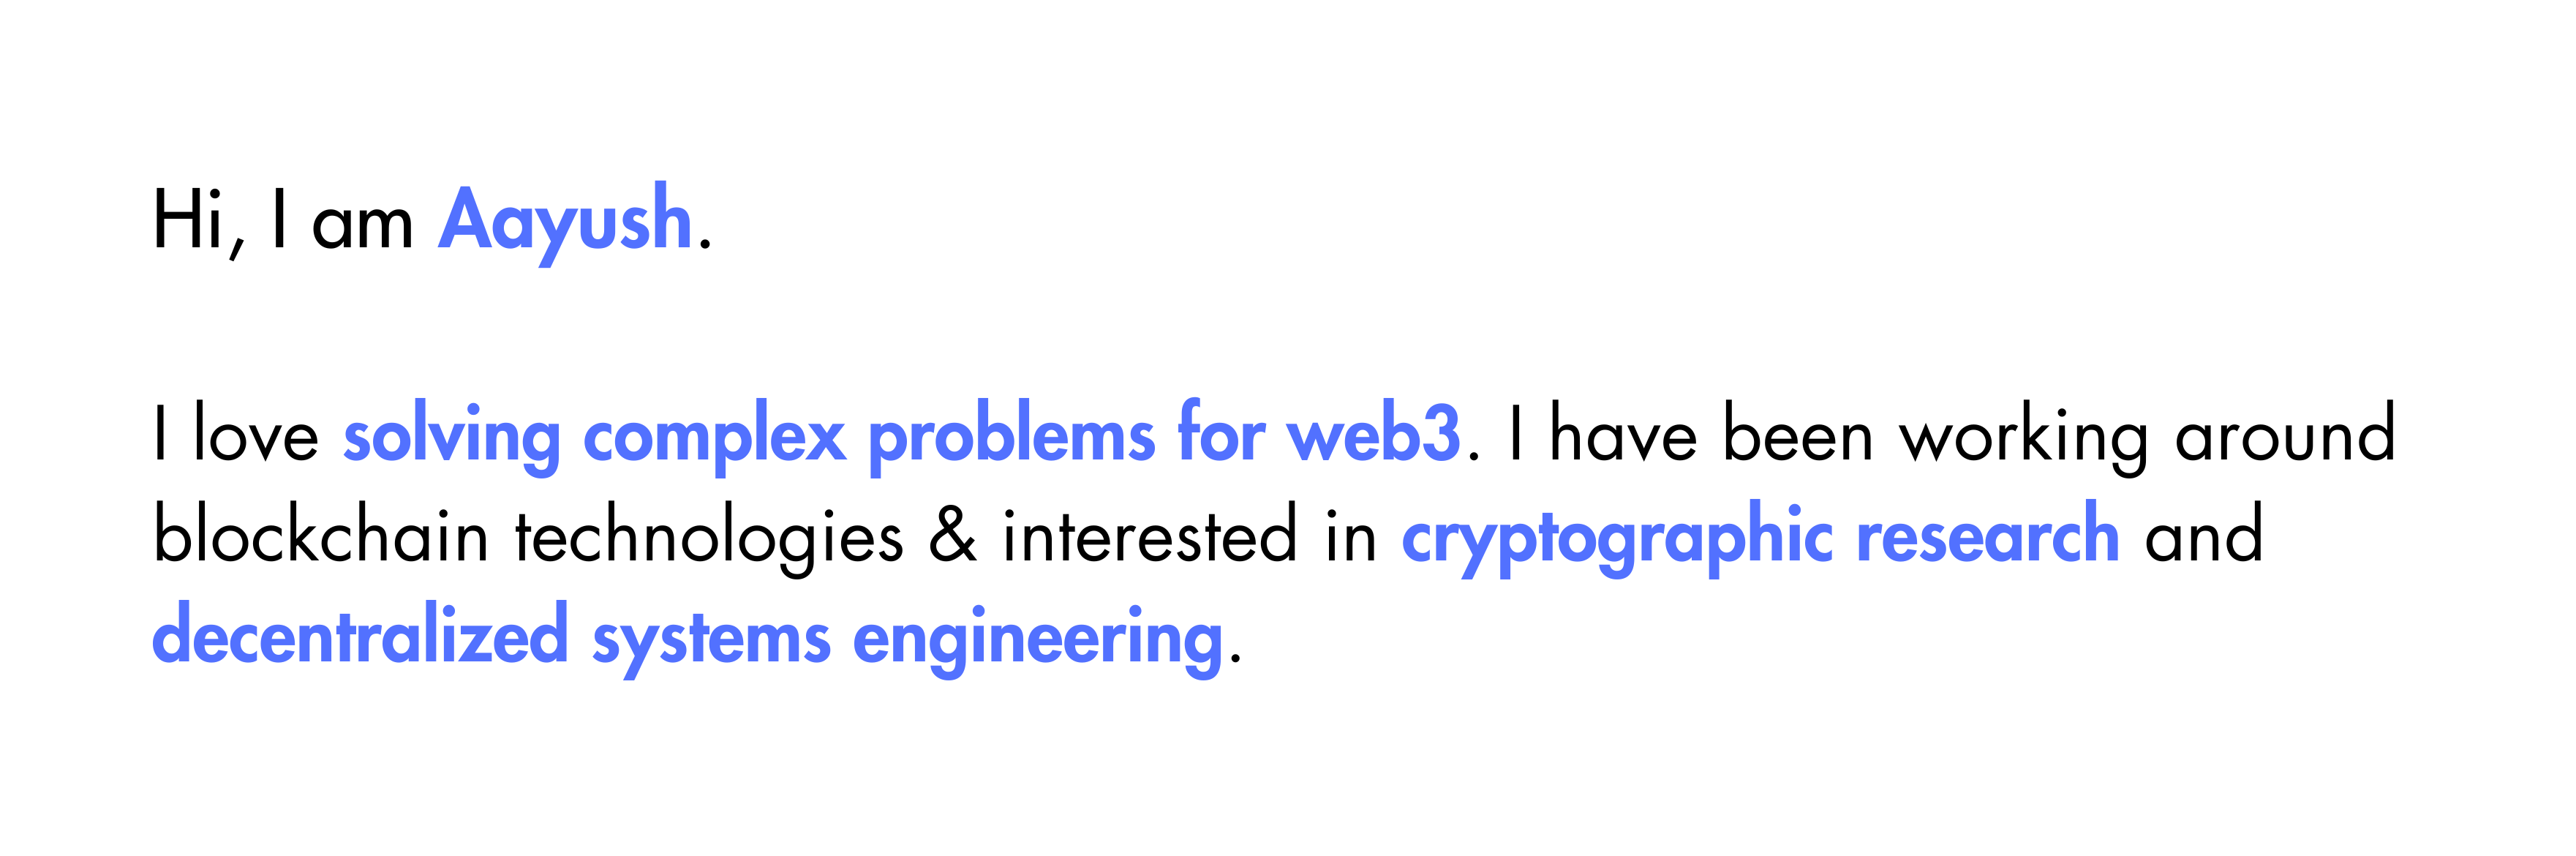 Hi, I am Aayush.
I love solving complex problems for web3. I have been working around
blockchain technologies & interested in cryptographic research and
decentralized systems engineering.